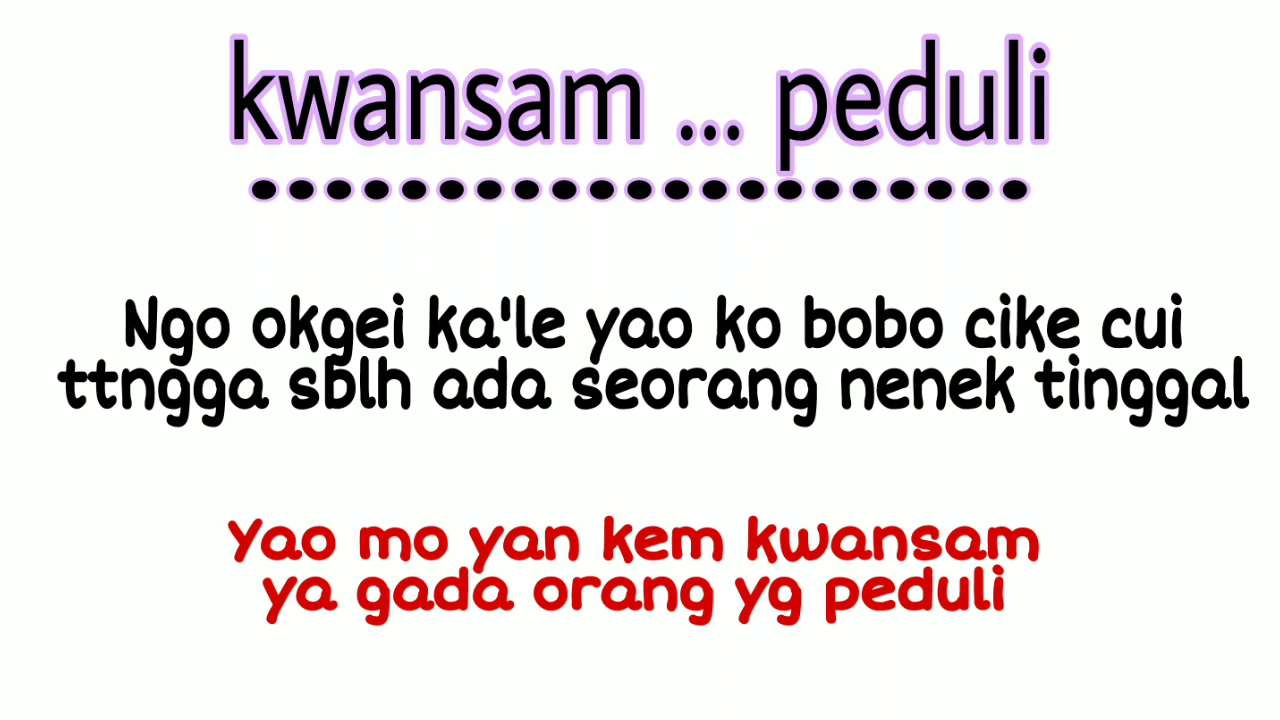 kwansam ... peduli
Ngo okgei ka'le yao ko bobo cike cui
ttngga sblh ada seorang nenek tinggal
Yao mo yan kem kwansam
ya gada orang yg peduli